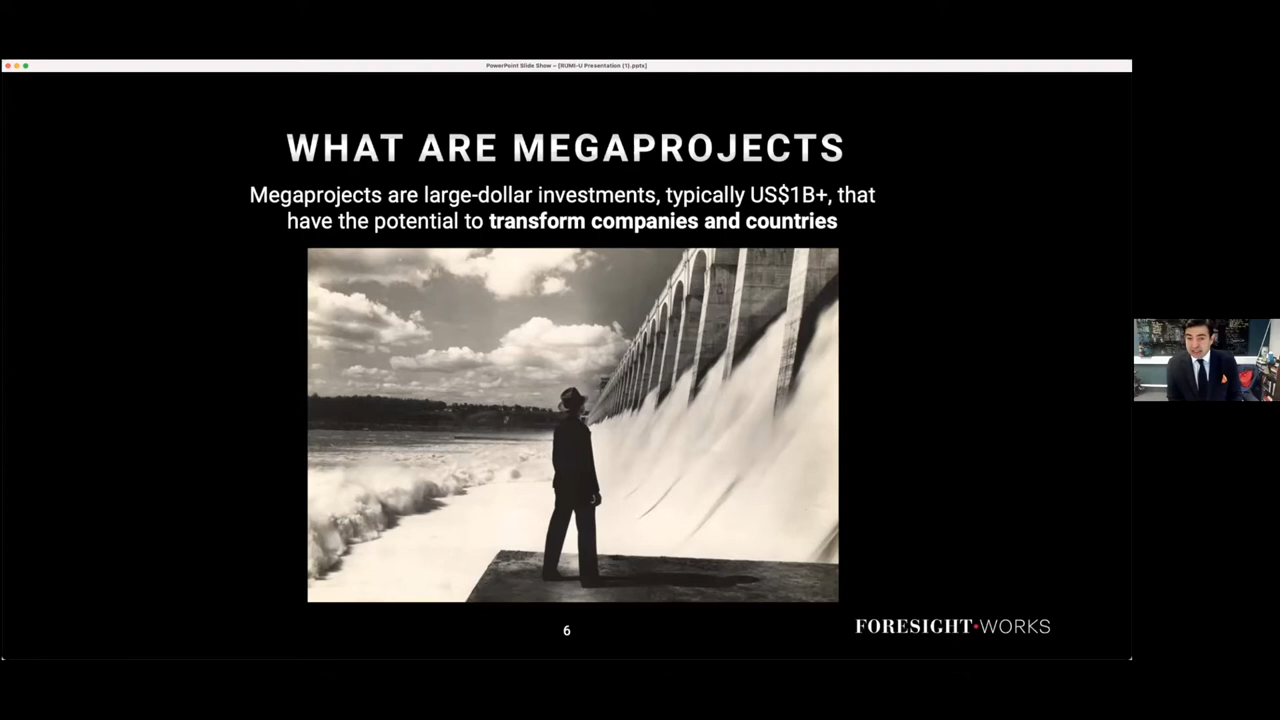 PowerPoint Slide Show – [RUMI-U Presentation (1).pptx]
WHAT ARE MEGAPROJECTS
Megaprojects are large-dollar investments, typically US$1B+, that
have the potential to transform companies and countries
6
FORESIGHT•WORKS